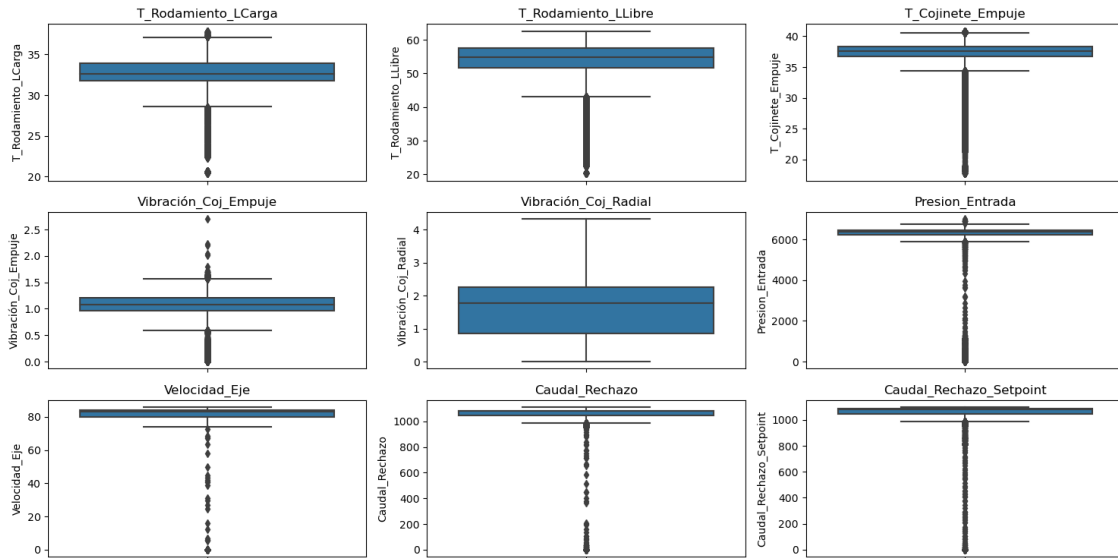 T_Rodamiento_LCarga
T_Rodamiento_LCarga
35
30
25
20
T_Rodamiento_LLibre
T_Rodamiento_LLibre
60
50
40
30
20
T_Cojinete_Empuje
T_Cojinete_Empuje
40
35
30
25
20
Vibración_Coj_Empuje
Vibración_Coj_Empuje
2.5
2.0
1.5
1.0
0.5
0.0
Vibración_Coj_Radial
Vibración_Coj_Radial
4
3
2
1
0
Presion_Entrada
Presion_Entrada
6000
4000
2000
0
Velocidad_Eje
Velocidad_Eje
80
60
40
20
0
Caudal_Rechazo
Caudal_Rechazo
1000
800
600
400
200
0
Caudal_Rechazo_Setpoint
Caudal_Rechazo_Setpoint
1000
800
600
400
200
0